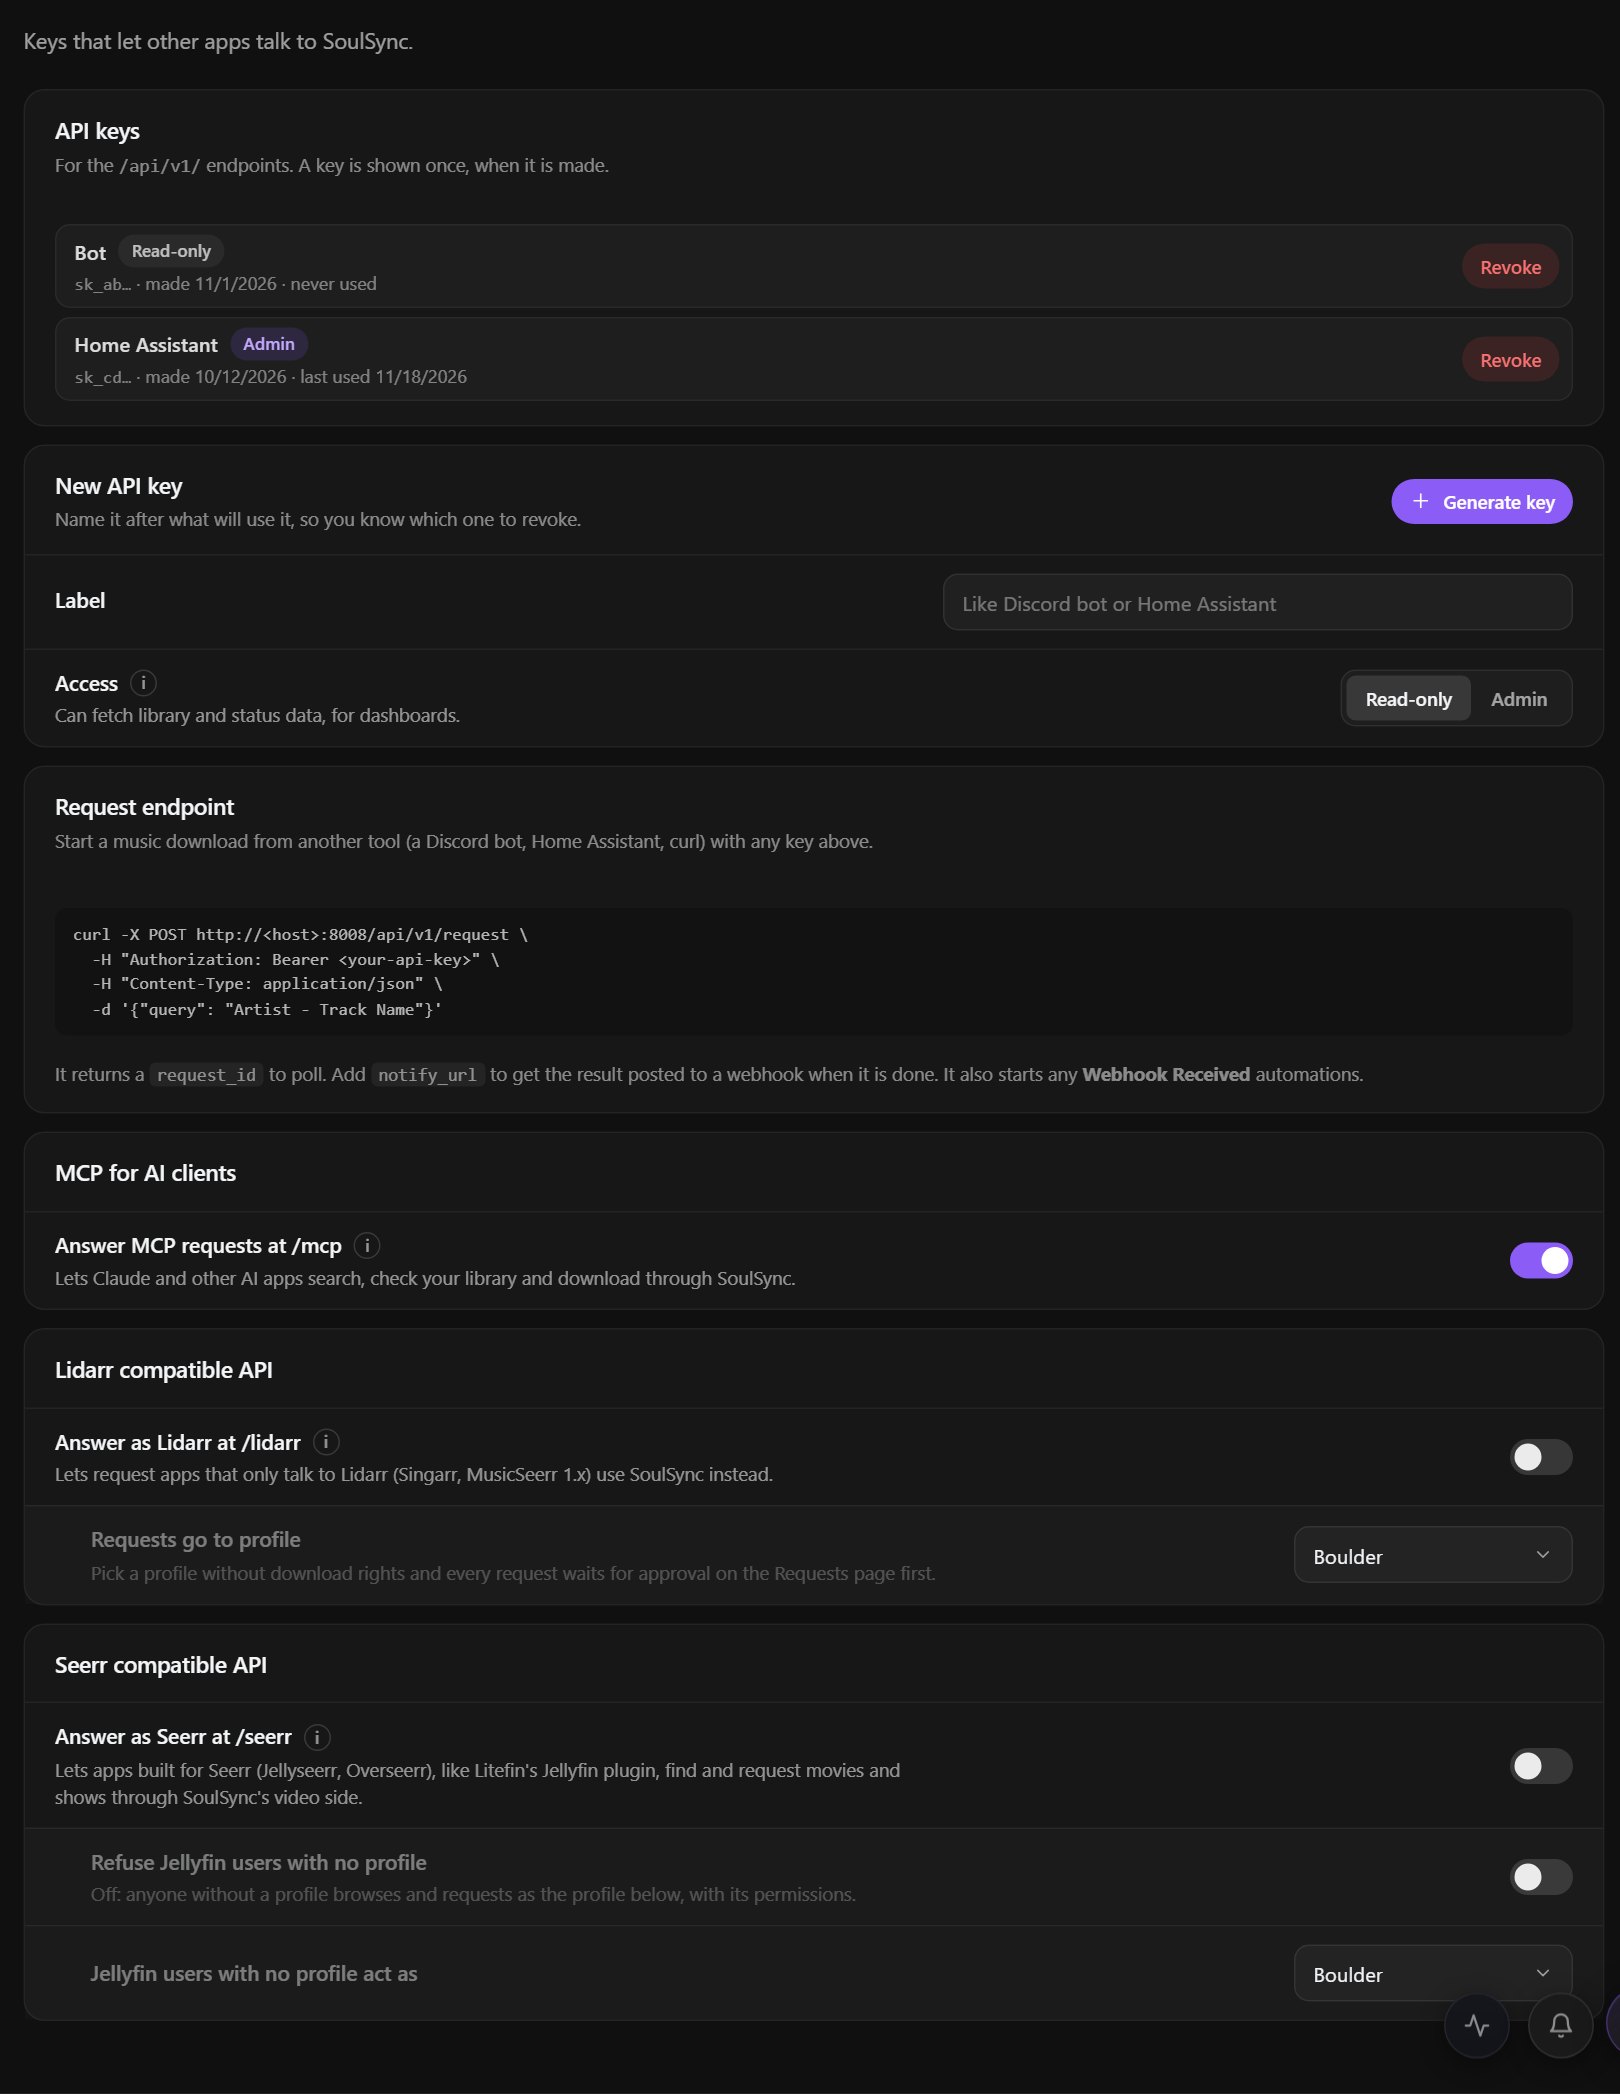 Keys that let other apps talk to SoulSync.
API keys
For the /api/v1/ endpoints. A key is shown once, when it is made.
Bot Read-only
sk_ab… · made 11/1/2026 · never used
Revoke
Home Assistant Admin
sk_cd… · made 10/12/2026 · last used 11/18/2026
Revoke
New API key
Name it after what will use it, so you know which one to revoke.
+ Generate key
Label
Like Discord bot or Home Assistant
Access i
Can fetch library and status data, for dashboards.
Read-only Admin
Request endpoint
Start a music download from another tool (a Discord bot, Home Assistant, curl) with any key above.
curl -X POST http://<host>:8008/api/v1/request \
  -H "Authorization: Bearer <your-api-key>" \
  -H "Content-Type: application/json" \
  -d '{"query": "Artist - Track Name"}'
It returns a request_id to poll. Add notify_url to get the result posted to a webhook when it is done. It also starts any Webhook Received automations.
MCP for AI clients
Answer MCP requests at /mcp i
Lets Claude and other AI apps search, check your library and download through SoulSync.
Lidarr compatible API
Answer as Lidarr at /lidarr i
Lets request apps that only talk to Lidarr (Singarr, MusicSeerr 1.x) use SoulSync instead.
Requests go to profile
Pick a profile without download rights and every request waits for approval on the Requests page first.
Boulder
Seerr compatible API
Answer as Seerr at /seerr i
Lets apps built for Seerr (Jellyseerr, Overseerr), like Litefin's Jellyfin plugin, find and request movies and
shows through SoulSync's video side.
Refuse Jellyfin users with no profile
Off: anyone without a profile browses and requests as the profile below, with its permissions.
Jellyfin users with no profile act as
Boulder